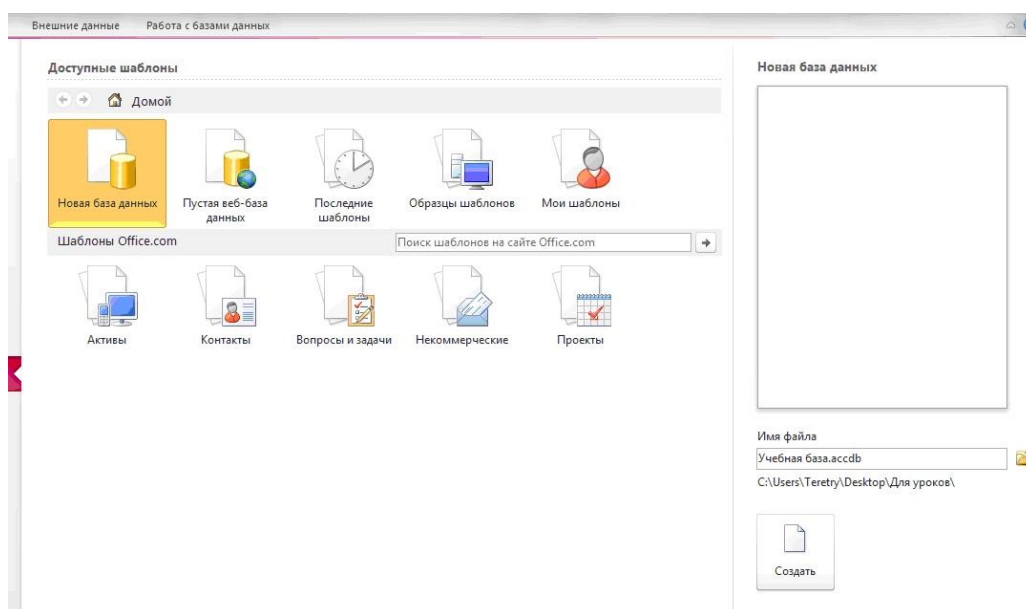 Внешние данные Работа с базами данных
Доступные шаблоны
Домой
Новая база данных
Пустая веб-база
данных
Последние
шаблоны
Образцы шаблонов
Мои шаблоны
Шаблоны Office.com
Поиск шаблонов на сайте Office.com
Активы
Контакты
Вопросы и задачи
Некоммерческие
Проекты
Новая база данных
Имя файла
Учебная база.accdb
C:\Users\Teretry\Desktop\Для уроков\
Создать